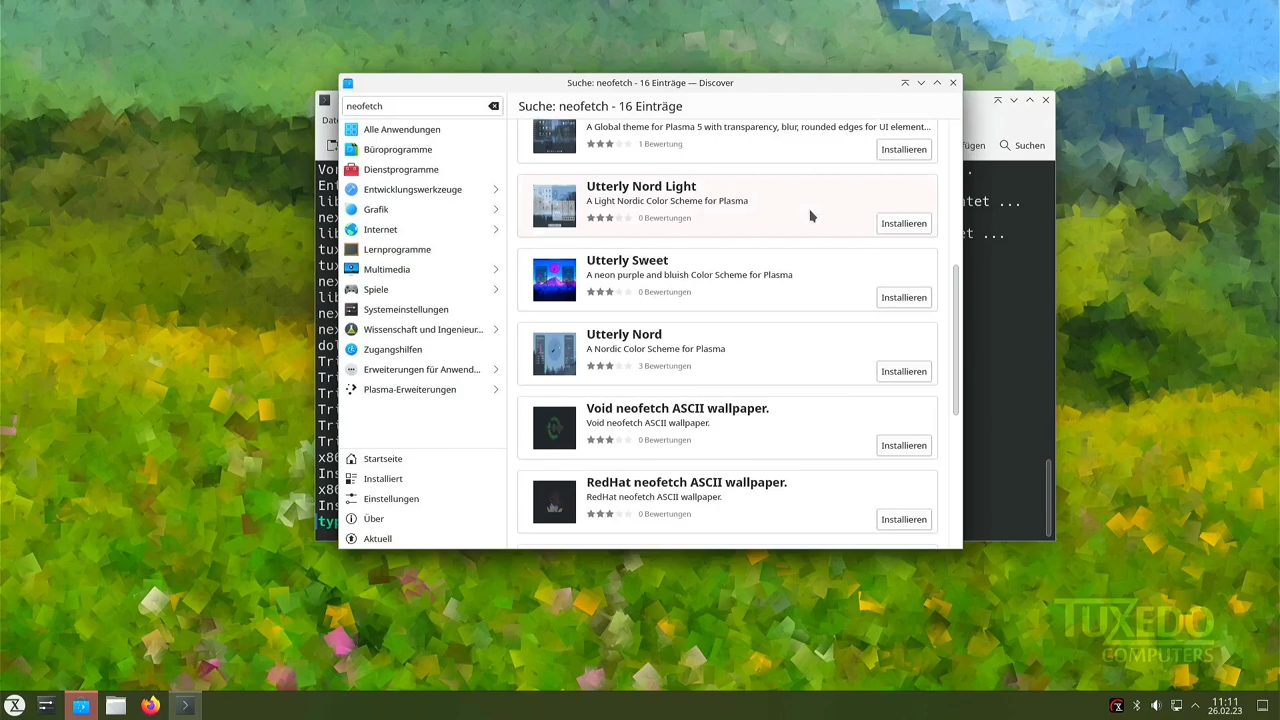 Suche: neofetch - 16 Einträge — Discover
neofetch
Suche: neofetch - 16 Einträge
Alle Anwendungen
Büroprogramme
Dienstprogramme
Entwicklungswerkzeuge
Grafik
Internet
Lernprogramme
Multimedia
Spiele
Systemeinstellungen
Wissenschaft und Ingenieur...
Zugangshilfen
Erweiterungen für Anwend...
Plasma-Erweiterungen
Startseite
Installiert
Einstellungen
Über
Aktuell
A Global theme for Plasma 5 with transparency, blur, rounded edges for UI element...
1 Bewertung
Installieren
Utterly Nord Light
A Light Nordic Color Scheme for Plasma
0 Bewertungen
Installieren
Utterly Sweet
A neon purple and bluish Color Scheme for Plasma
0 Bewertungen
Installieren
Utterly Nord
A Nordic Color Scheme for Plasma
3 Bewertungen
Installieren
Void neofetch ASCII wallpaper.
Void neofetch ASCII wallpaper.
0 Bewertungen
Installieren
RedHat neofetch ASCII wallpaper.
RedHat neofetch ASCII wallpaper.
0 Bewertungen
Installieren
Suchen
TUXEDO
COMPUTERS
11:11
26.02.23